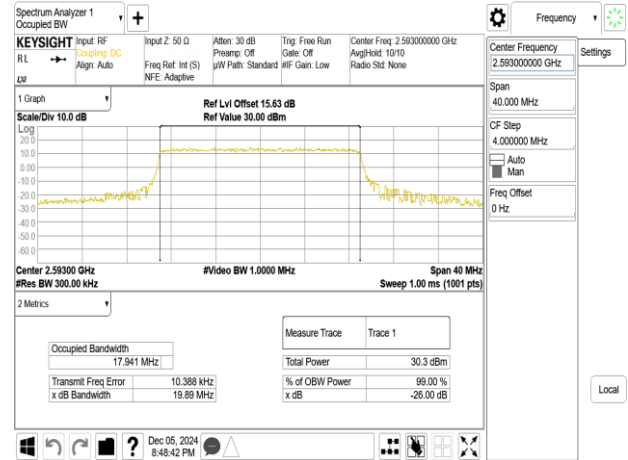 Spectrum Analyzer 1
Occupied BW
Frequency
KEYSIGHT
RL
LXI
Input: RF
Coupling: DC
Align: Auto
Input Z: 50 Ω
Freq Ref: Int (S)
NFE: Adaptive
Atten: 30 dB
Preamp: Off
µW Path: Standard
Trig: Free Run
Gate: Off
#IF Gain: Low
Center Freq: 2.593000000 GHz
Avg|Hold: 10/10
Radio Std: None
Center Frequency
2.593000000 GHz
Settings
Span
40.000 MHz
CF Step
4.000000 MHz
Auto
Man
Freq Offset
0 Hz
Local
1 Graph
Ref Lvl Offset 15.63 dB
Scale/Div 10.0 dB
Ref Value 30.00 dBm
Log
20.0
10.0
0.00
-10.0
-20.0
-30.0
-40.0
-50.0
-60.0
Center 2.59300 GHz
#Video BW 1.0000 MHz
Span 40 MHz
#Res BW 300.00 kHz
Sweep 1.00 ms (1001 pts)
2 Metrics
Measure Trace Trace 1
Occupied Bandwidth
17.941 MHz
Total Power 30.3 dBm
Transmit Freq Error 10.388 kHz
% of OBW Power 99.00 %
x dB Bandwidth 19.89 MHz
x dB -26.00 dB
Dec 05, 2024
8:48:42 PM